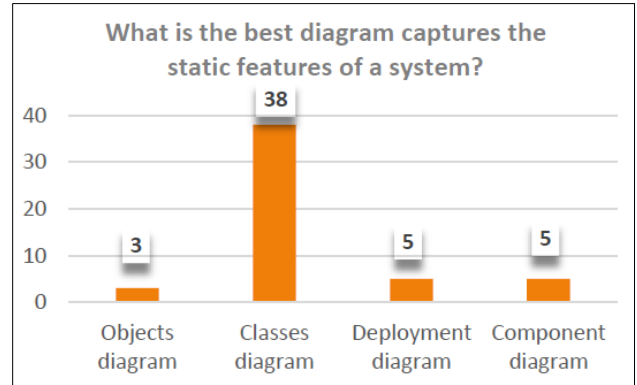 What is the best diagram captures the
static features of a system?
38
40
30
20
10
0
3
5
5
Objects diagram
Classes diagram
Deployment diagram
Component diagram